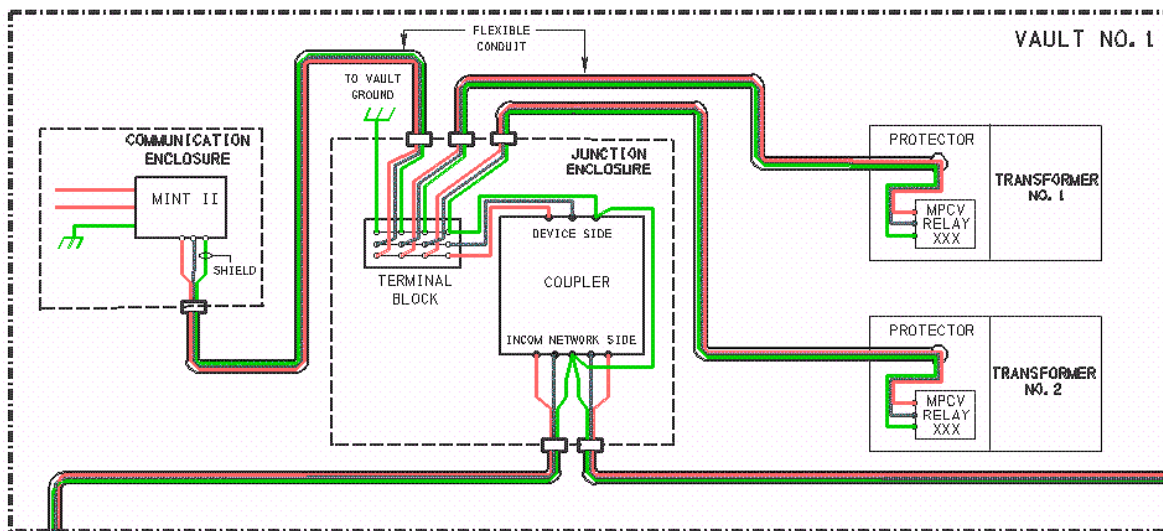 FLEXIBLE
CONDUIT
VAULT NO. 1
TO VAULT
GROUND
COMMUNICATION
ENCLOSURE
MINT II
SHIELD
JUNCTION
ENCLOSURE
DEVICE SIDE
COUPLER
INCOM NETWORK SIDE
TERMINAL
BLOCK
PROTECTOR
TRANSFORMER
NO. 1
MPCV
RELAY
XXX
PROTECTOR
TRANSFORMER
NO. 2
MPCV
RELAY
XXX